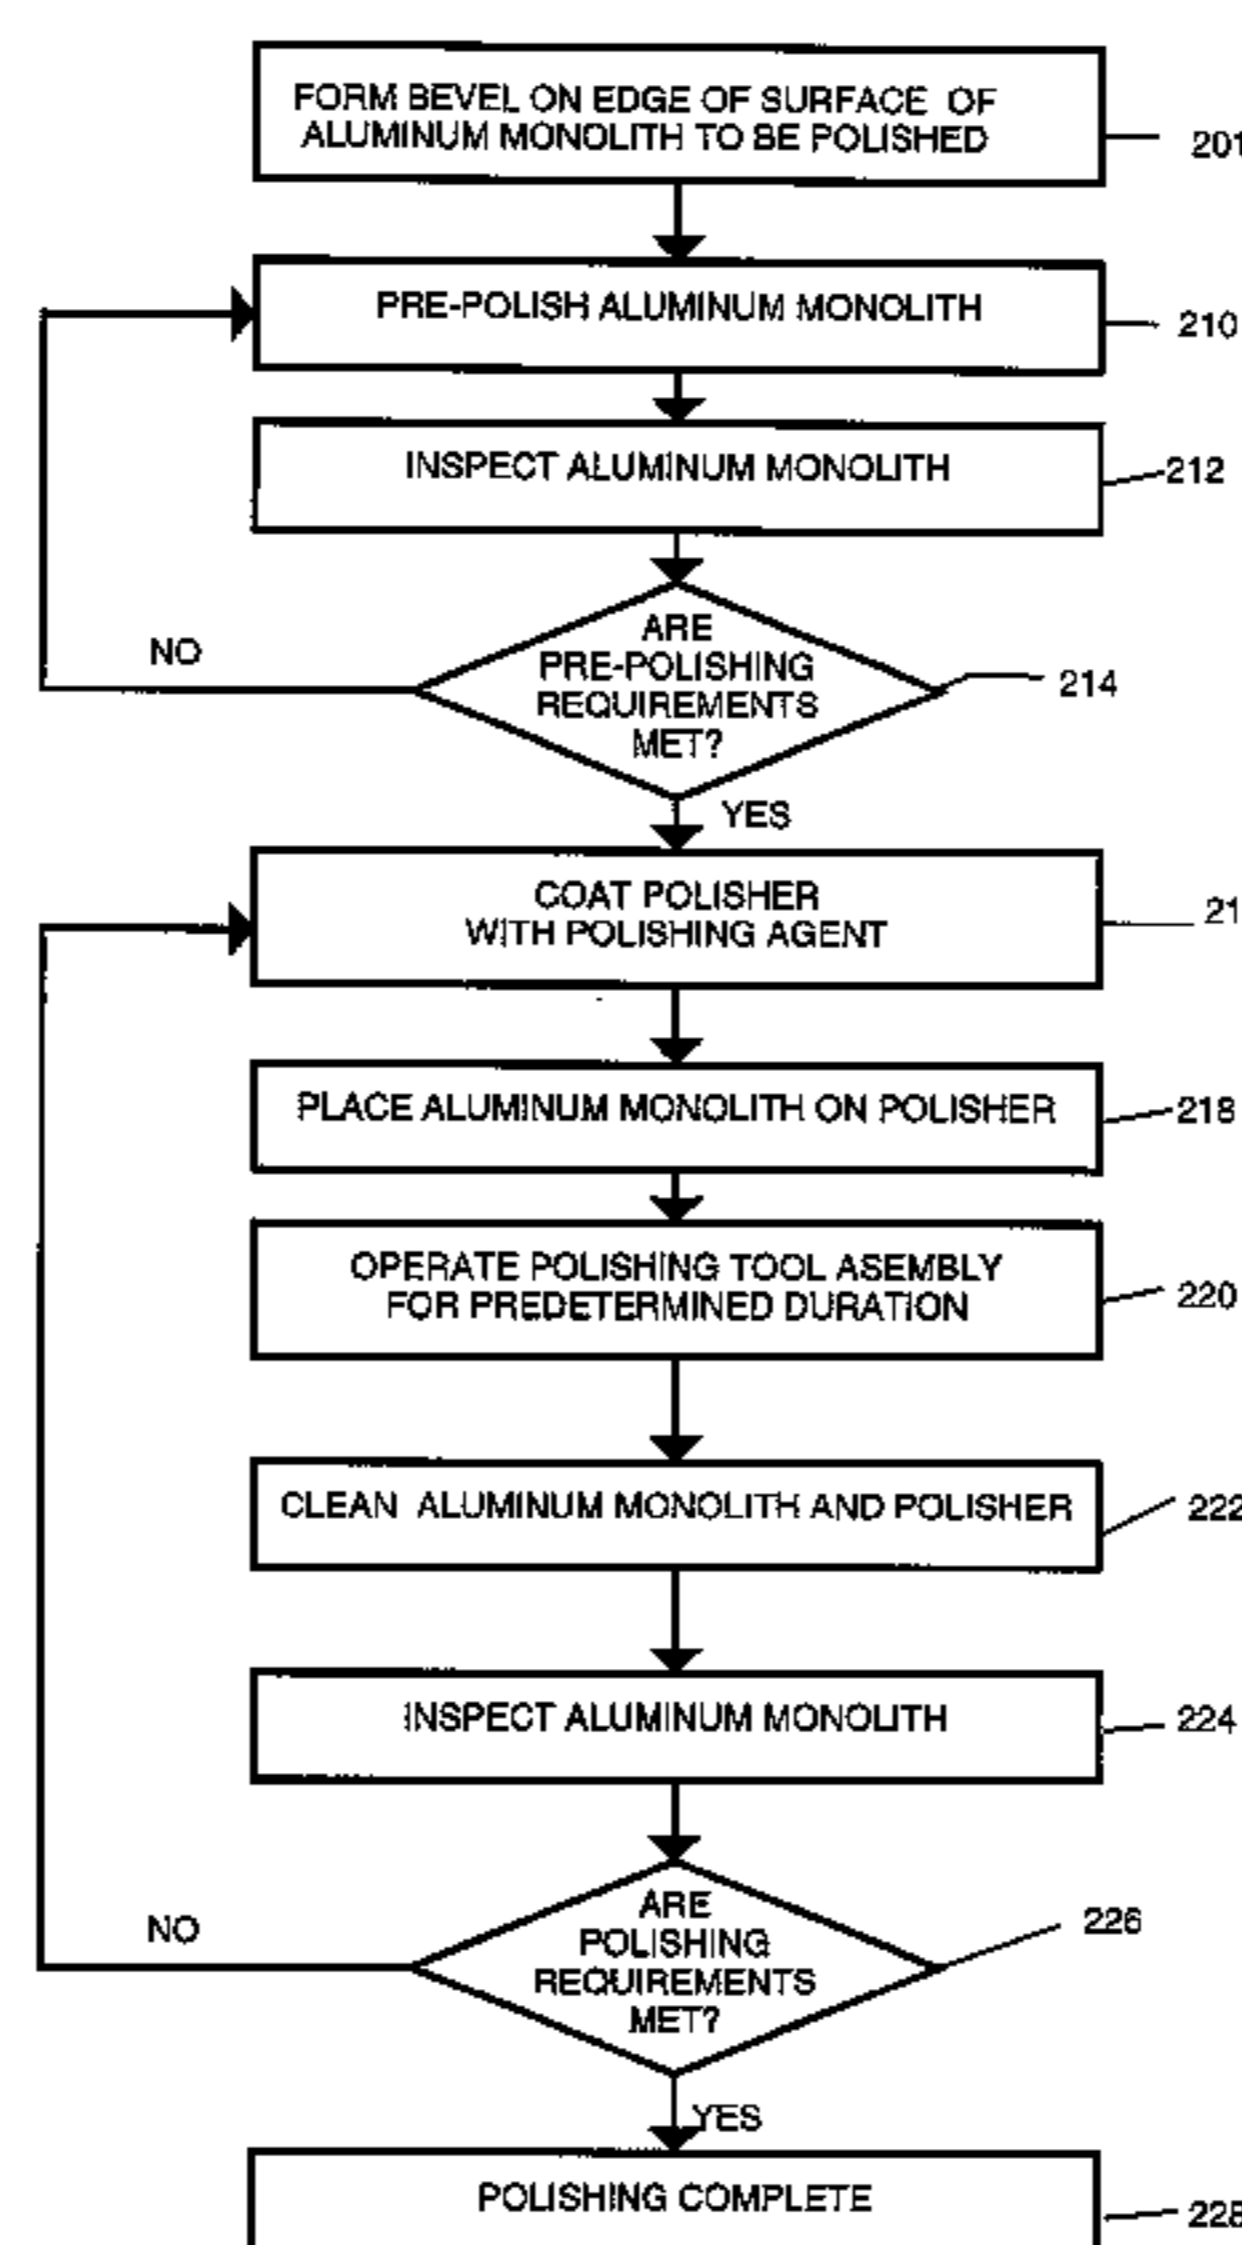 FORM BEVEL ON EDGE OF SURFACE OF
ALUMINUM MONOLITH TO BE POLISHED
201
PRE-POLISH ALUMINUM MONOLITH
210
INSPECT ALUMINUM MONOLITH
212
ARE
PRE-POLISHING
REQUIREMENTS
MET?
214
NO
YES
COAT POLISHER
WITH POLISHING AGENT
21
PLACE ALUMINUM MONOLITH ON POLISHER
218
OPERATE POLISHING TOOL ASEMBLY
FOR PREDETERMINED DURATION
220
CLEAN ALUMINUM MONOLITH AND POLISHER
222
INSPECT ALUMINUM MONOLITH
224
ARE
POLISHING
REQUIREMENTS
MET?
226
NO
YES
POLISHING COMPLETE
228